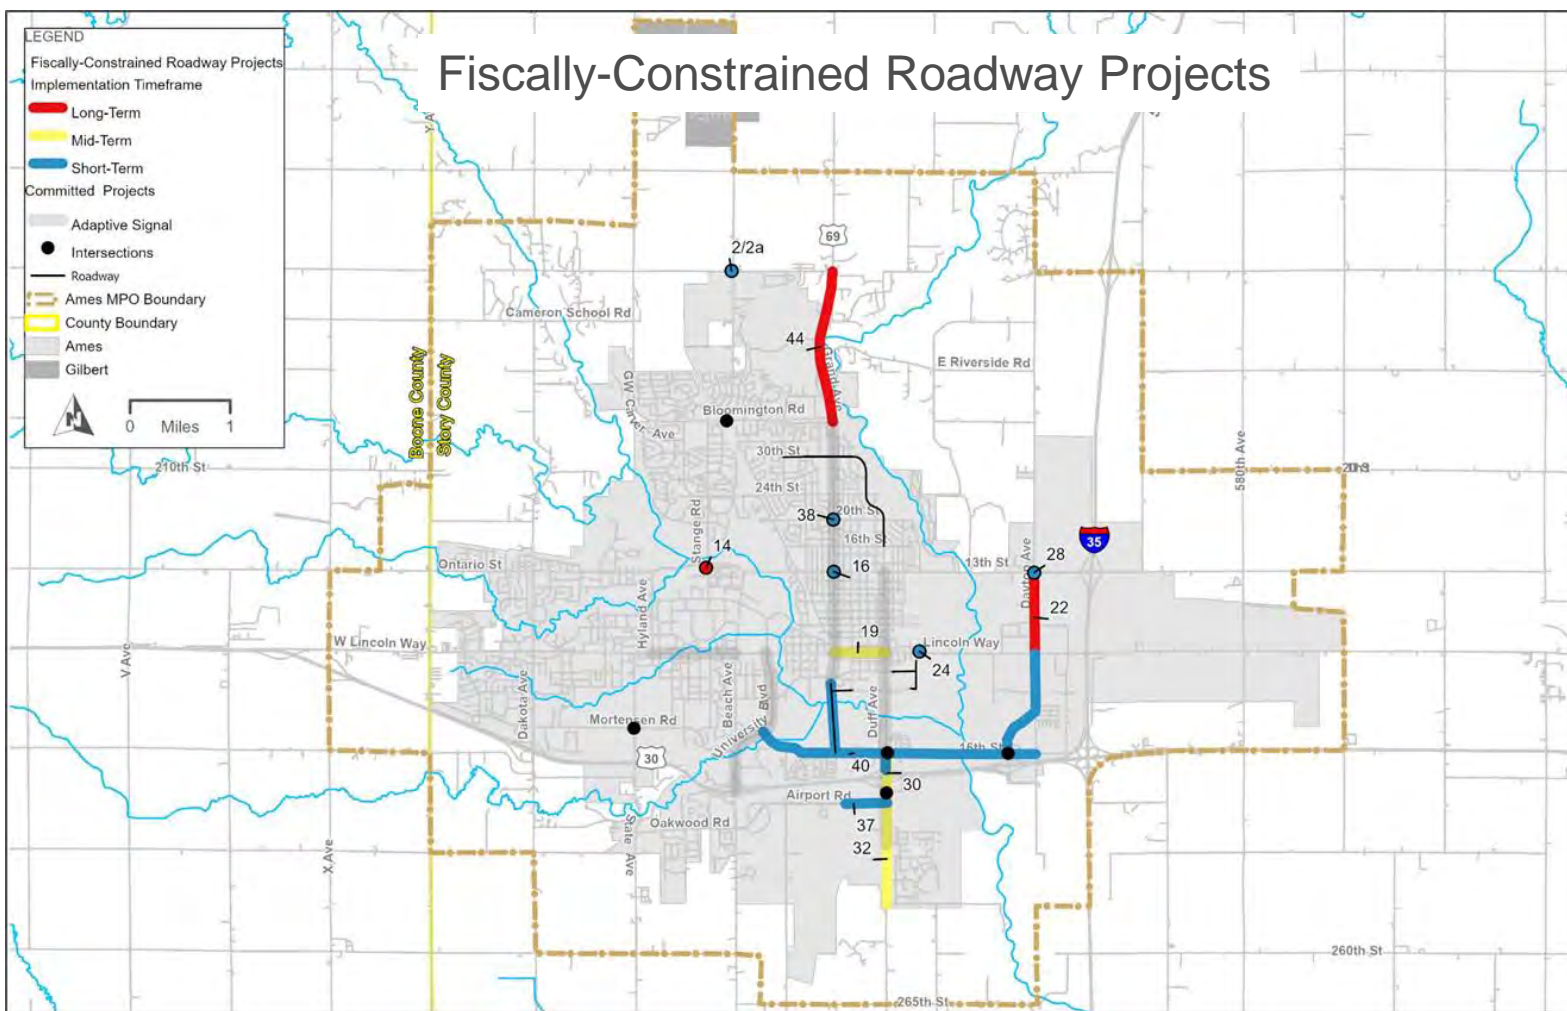 Fiscally-Constrained Roadway Projects
LEGEND
Fiscally-Constrained Roadway Projects
Implementation Timeframe
Long-Term
Mid-Term
Short-Term
Committed Projects
Adaptive Signal
Intersections
Roadway
Ames MPO Boundary
County Boundary
Ames
Gilbert
N
0 Miles 1
2/2a
69
Cameron School Rd
44
Grand Ave
E Riverside Rd
Boone County
Story County
GW Carver Ave
Bloomington Rd
30th St
210th St
24th St
580th Ave
Stange Rd
38
20th St
16th St
35
14
Ontario St
16
13th St
Dayton Ave
28
22
Hyland Ave
19
W Lincoln Way
Lincoln Way
24
V Ave
Dakota Ave
Beach Ave
University Blvd
Duff Ave
Mortensen Rd
30
16th St
40
30
Airport Rd
37
Oakwood Rd
State Ave
32
X Ave
260th St
265th St